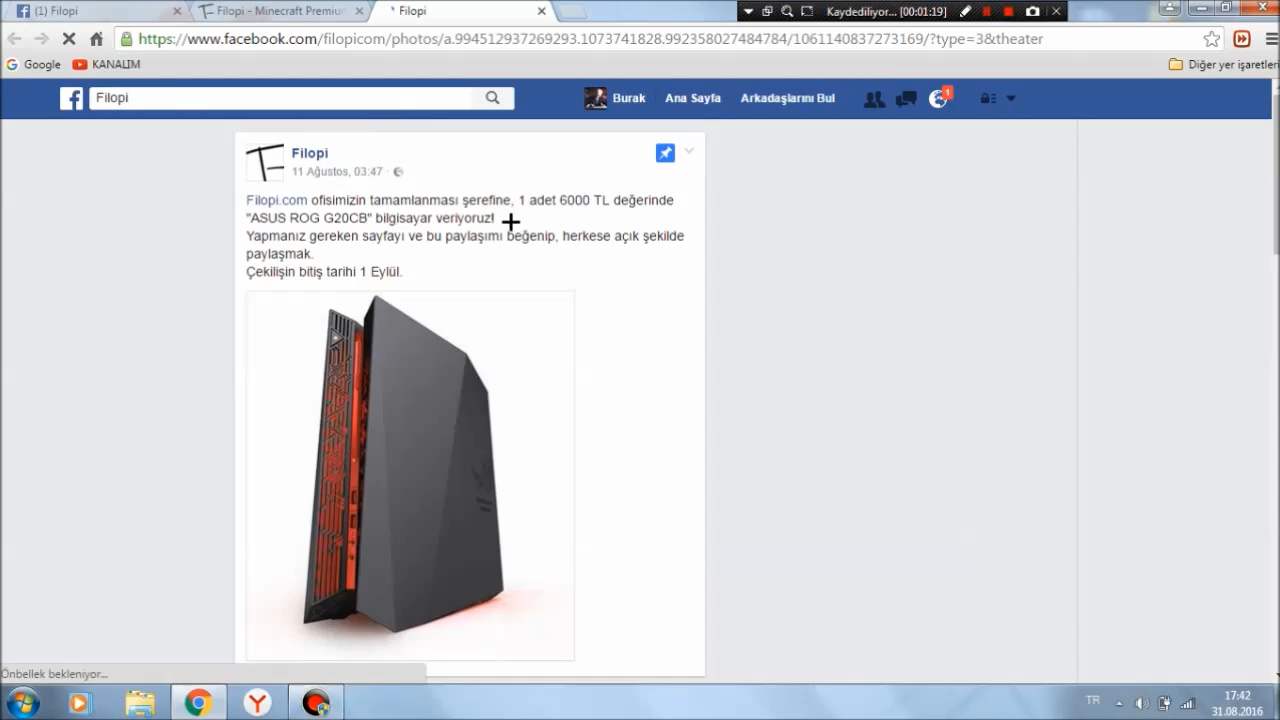 (1) Filopi
Filopi - Minecraft Premium
Filopi
Kaydediliyor... [00:01:19]
https://www.facebook.com/filopicom/photos/a.994512937269293.1073741828.992358027484784/1061140837273169/?type=3&theater
Google
KANALIM
Diğer yer işaretleri
Filopi
Burak
Ana Sayfa
Arkadaşlarını Bul
1
Filopi
11 Ağustos, 03:47 ·
Filopi.com ofisimizin tamamlanması şerefine, 1 adet 6000 TL değerinde
"ASUS ROG G20CB" bilgisayar veriyoruz!
Yapmanız gereken sayfayı ve bu paylaşımı beğenip, herkese açık şekilde
paylaşmak.
Çekilişin bitiş tarihi 1 Eylül.
Önbellek bekleniyor...
TR
17:42
31.08.2016